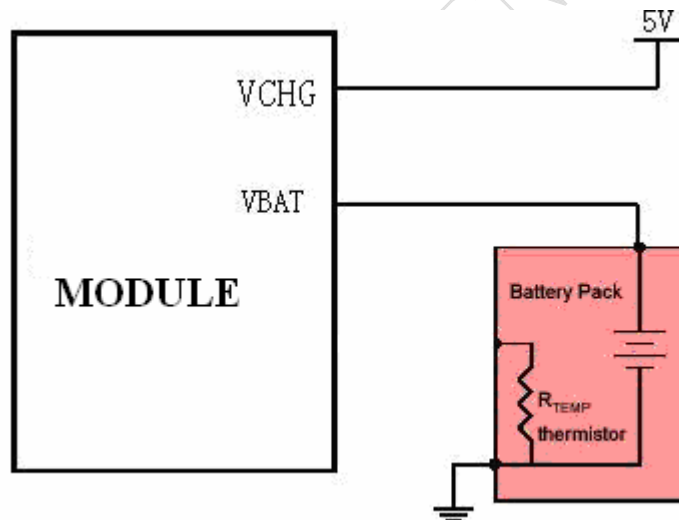 5V
VCHG
VBAT
MODULE
Battery Pack
RTEMP
thermistor